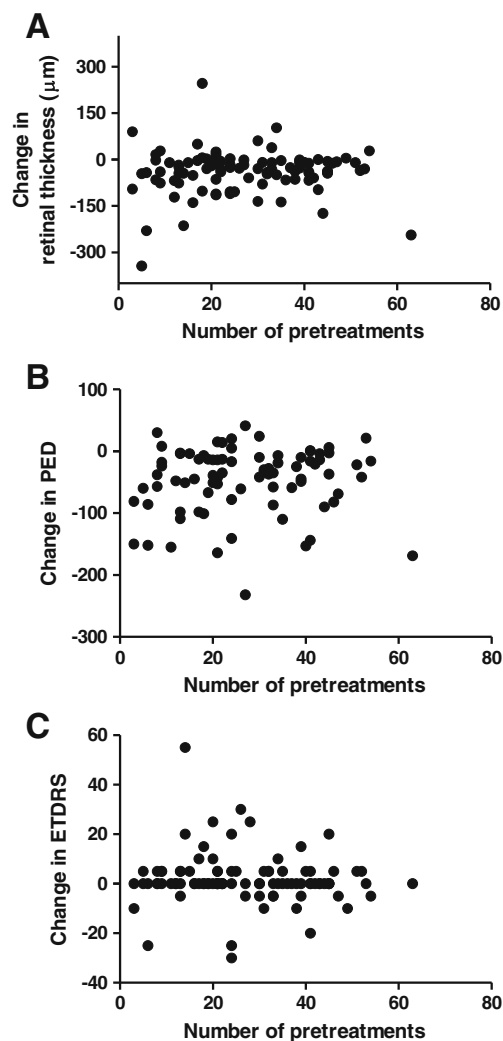 A
Change in
retinal thickness (μm)
300
150
0
-150
-300
0 20 40 60 80
Number of pretreatments
B
Change in PED
100
0
-100
-200
-300
0 20 40 60 80
Number of pretreatments
C
Change in ETDRS
60
40
20
0
-20
-40
0 20 40 60 80
Number of pretreatments